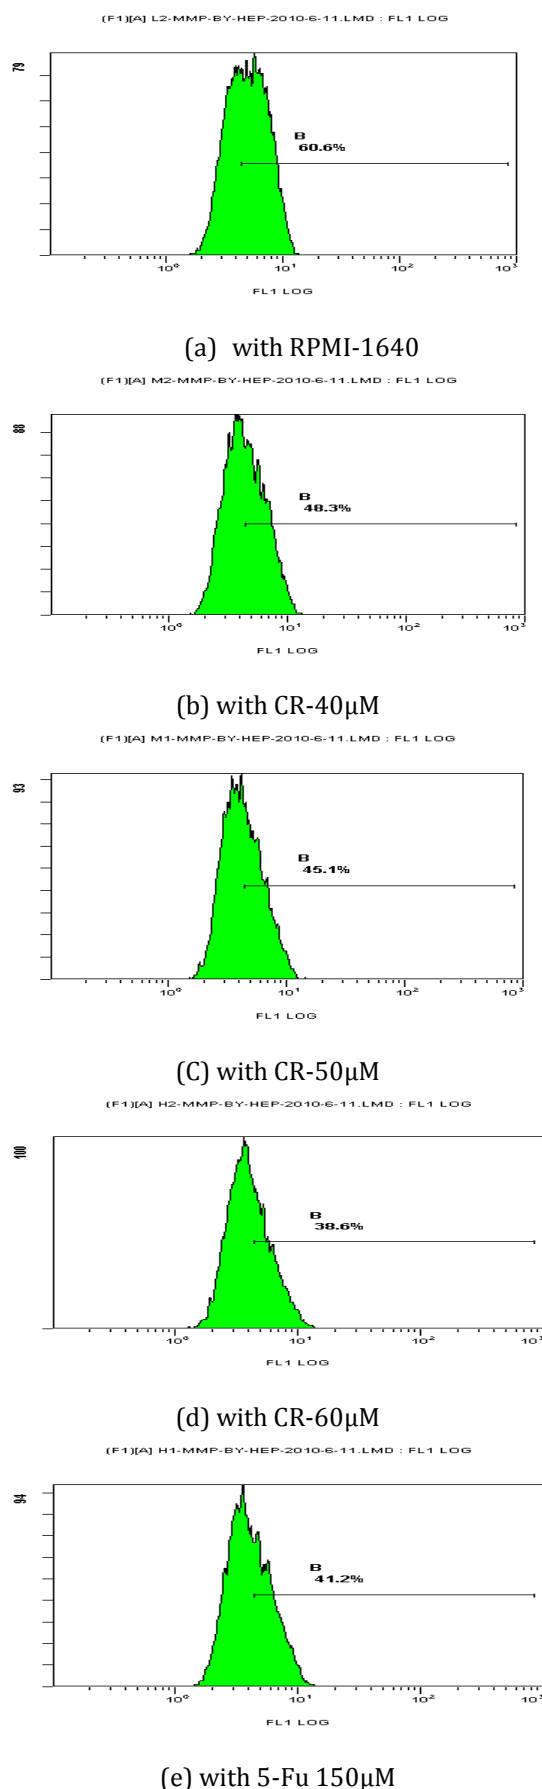 (F1)[A] L2-MMP-BY-HEP-2010-6-11.LMD : FL1 LOG
79
B
60.6%
10⁰ 10¹ 10² 10³
FL1 LOG
(a) with RPMI-1640
(F1)[A] M2-MMP-BY-HEP-2010-6-11.LMD : FL1 LOG
88
B
48.3%
10⁰ 10¹ 10² 10³
FL1 LOG
(b) with CR-40μM
(F1)[A] M1-MMP-BY-HEP-2010-6-11.LMD : FL1 LOG
93
B
45.1%
10⁰ 10¹ 10² 10³
FL1 LOG
(C) with CR-50μM
(F1)[A] H2-MMP-BY-HEP-2010-6-11.LMD : FL1 LOG
100
B
38.6%
10⁰ 10¹ 10² 10³
FL1 LOG
(d) with CR-60μM
(F1)[A] H1-MMP-BY-HEP-2010-6-11.LMD : FL1 LOG
94
B
41.2%
10⁰ 10¹ 10² 10³
FL1 LOG
(e) with 5-Fu 150μM